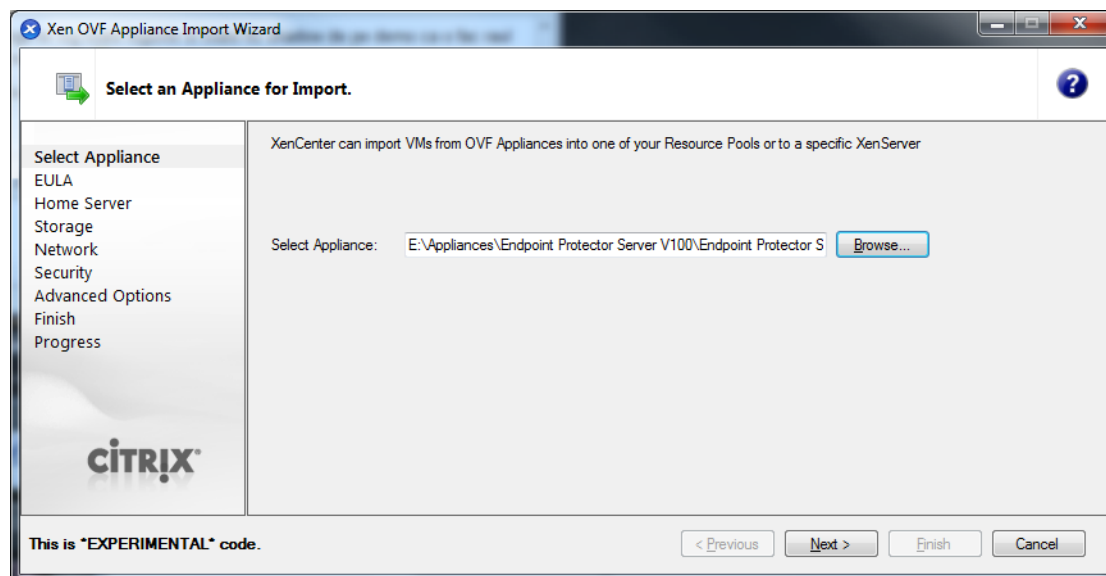 Xen OVF Appliance Import Wizard
Select an Appliance for Import.
Select Appliance
EULA
Home Server
Storage
Network
Security
Advanced Options
Finish
Progress
CITRIX
XenCenter can import VMs from OVF Appliances into one of your Resource Pools or to a specific XenServer
Select Appliance: E:\Appliances\Endpoint Protector Server V100\Endpoint Protector S Browse...
This is *EXPERIMENTAL* code. < Previous Next > Finish Cancel